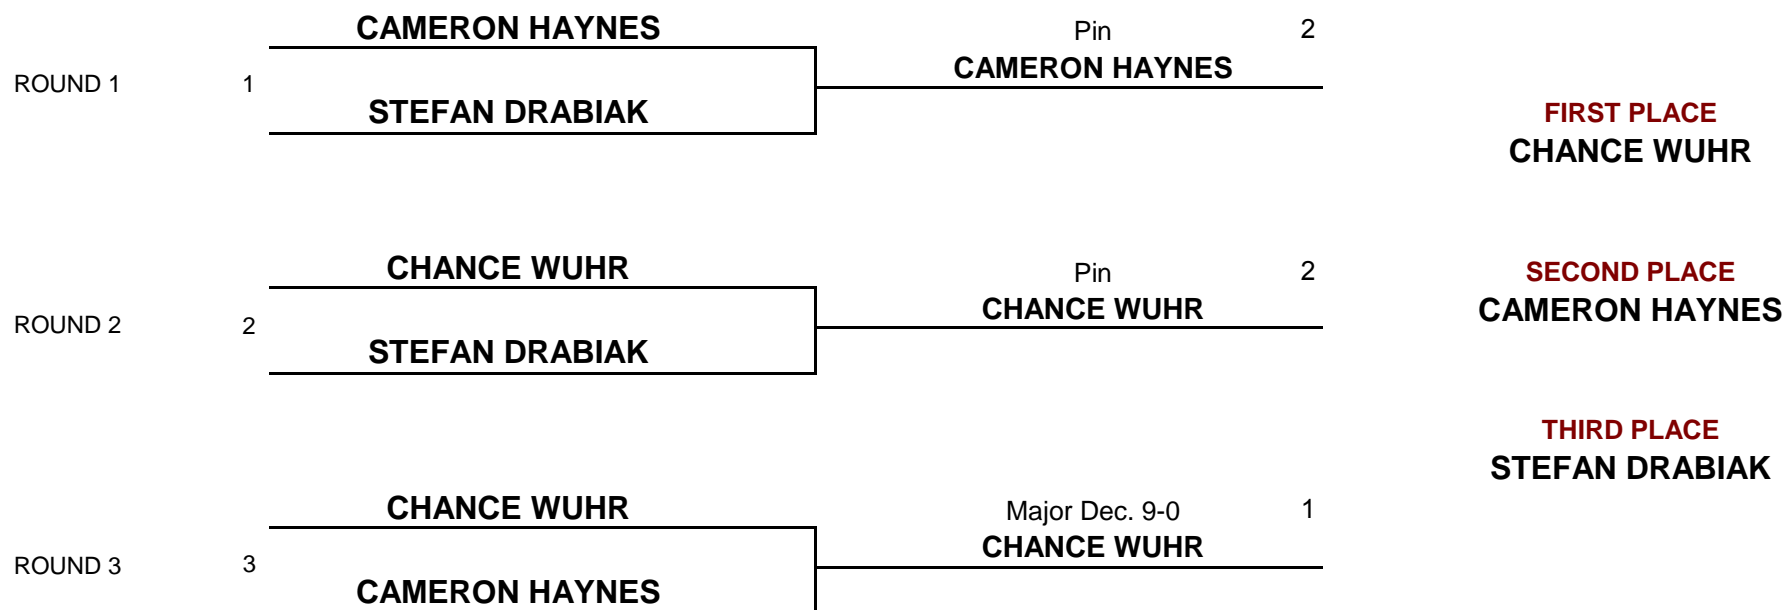 CAMERON HAYNES
Pin 2
ROUND 1 1
CAMERON HAYNES
STEFAN DRABIAK
FIRST PLACE
CHANCE WUHR
CHANCE WUHR
Pin 2
ROUND 2 2
CHANCE WUHR
STEFAN DRABIAK
SECOND PLACE
CAMERON HAYNES
THIRD PLACE
STEFAN DRABIAK
CHANCE WUHR
Major Dec. 9-0 1
ROUND 3 3
CHANCE WUHR
CAMERON HAYNES